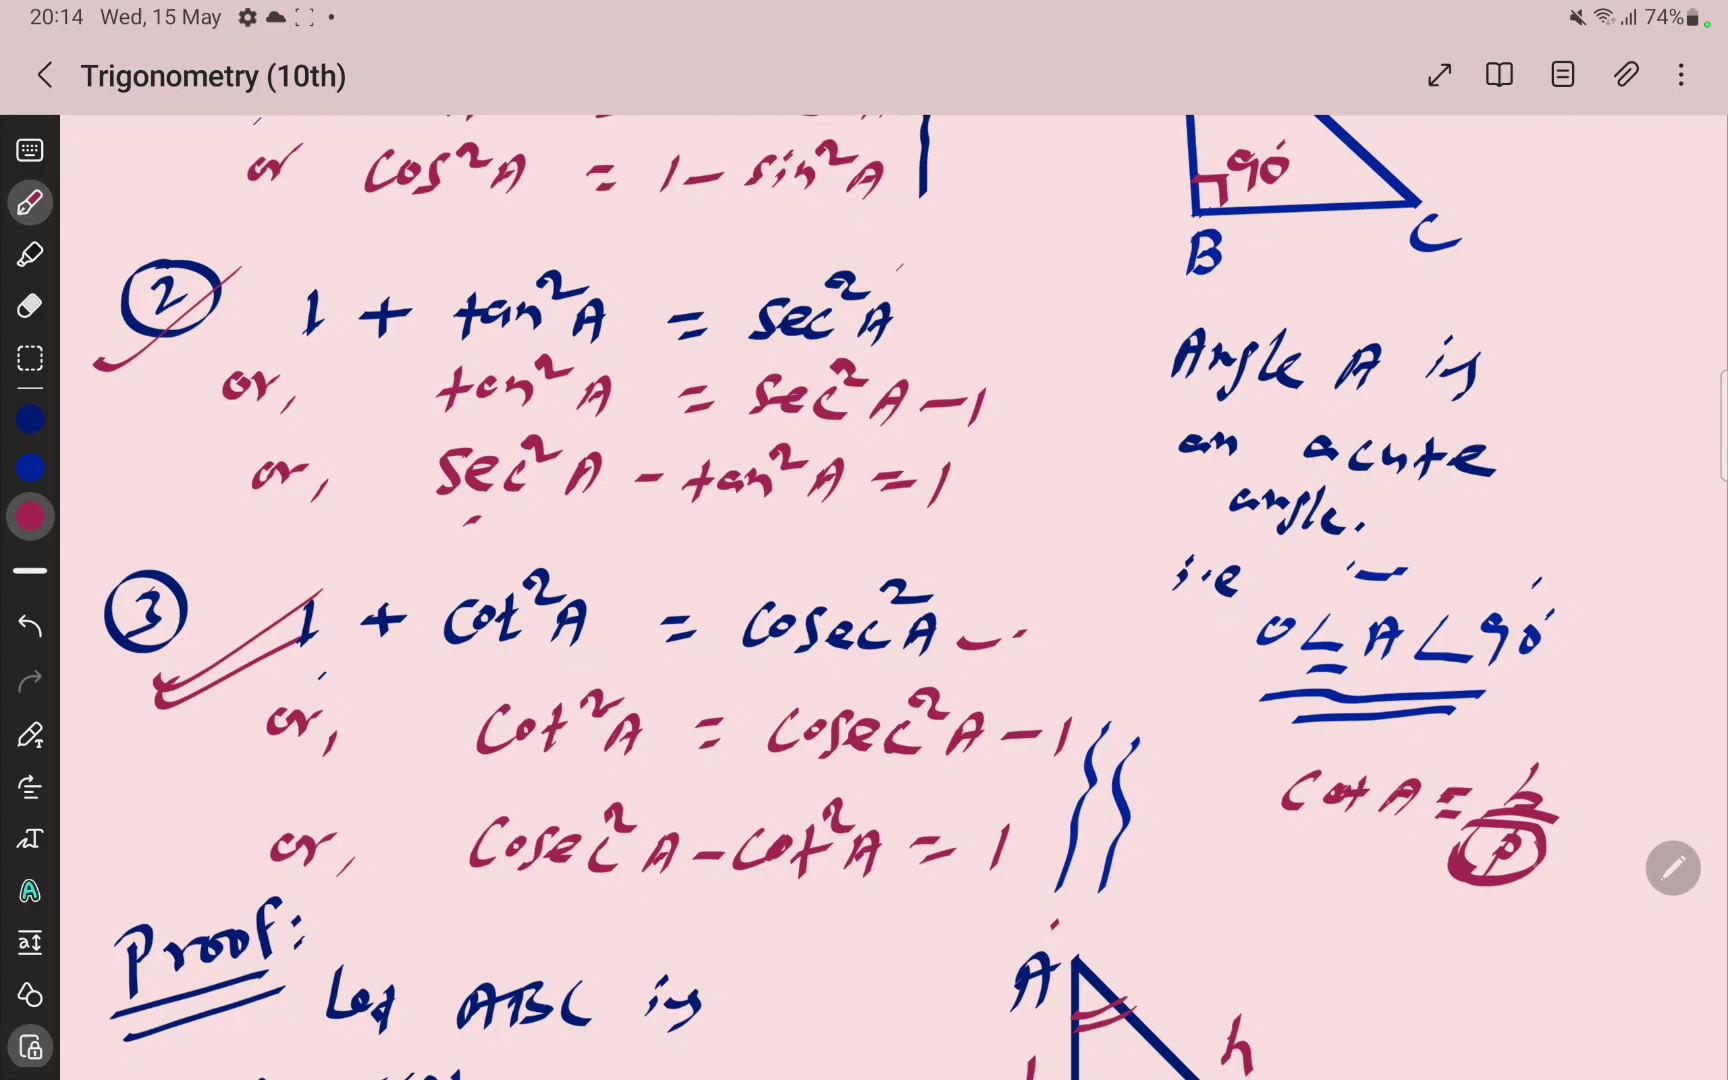 20:14 Wed, 15 May 74%
Trigonometry (10th)
or cos²A = 1 - sin²A
90°
B
C
② 1 + tan²A = sec²A
or, tan²A = sec²A - 1
or, sec²A - tan²A = 1
Angle A is
an acute
angle.
i.e
0 ≤ A < 90°
③ 1 + cot²A = cosec²A
or, cot²A = cosec²A - 1
or, cosec²A - cot²A = 1
cot A = b/p
Proof:
Let ABC is
A
h